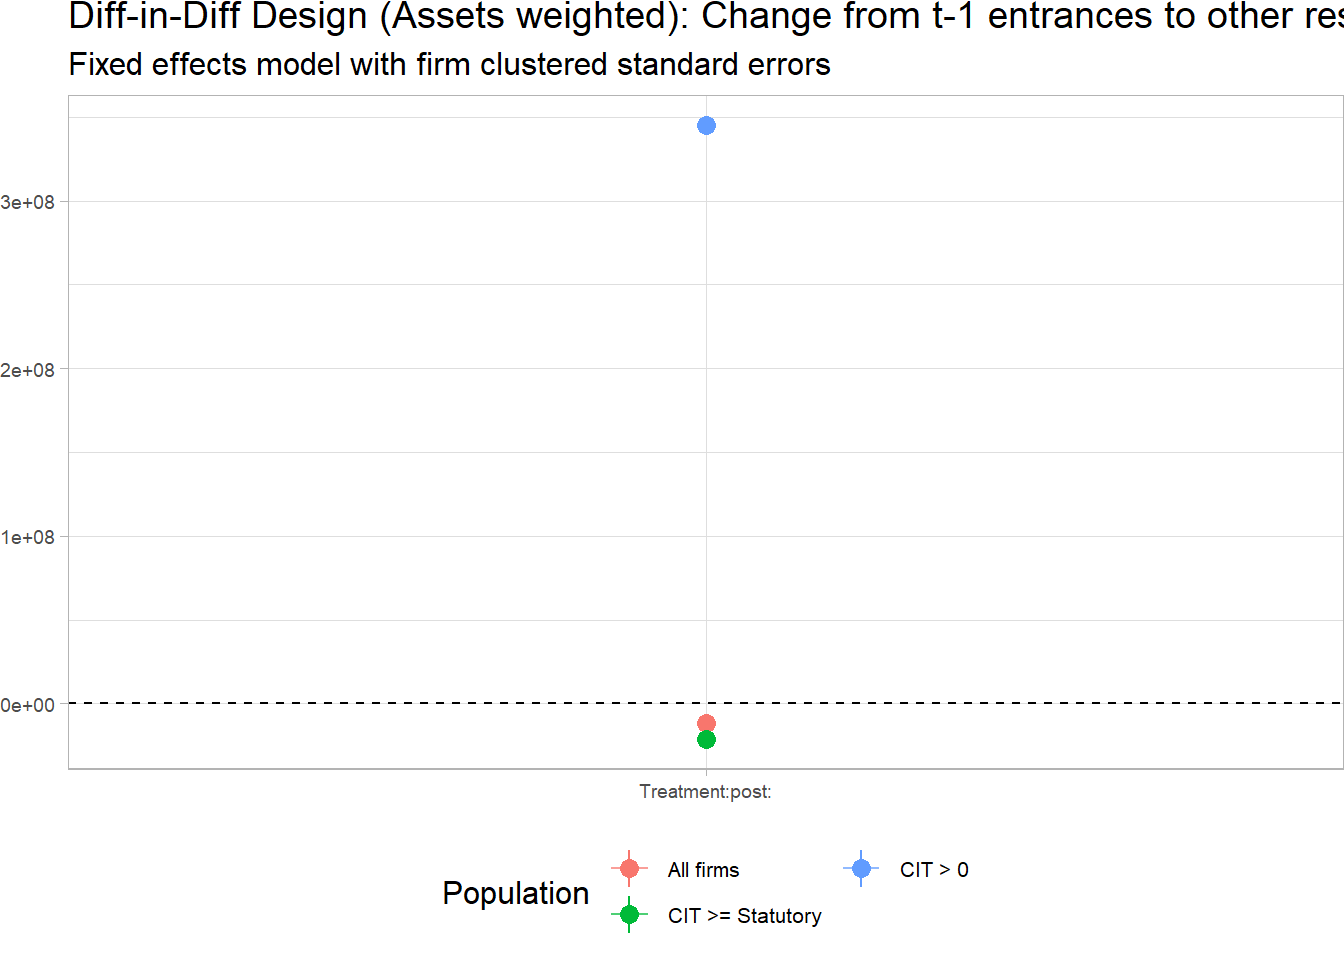 Diff-in-Diff Design (Assets weighted): Change from t-1 entrances to other
Fixed effects model with firm clustered standard errors
3e+08
2e+08
1e+08
0e+00
Treatment:post:
Population
All firms
CIT > 0
CIT >= Statutory